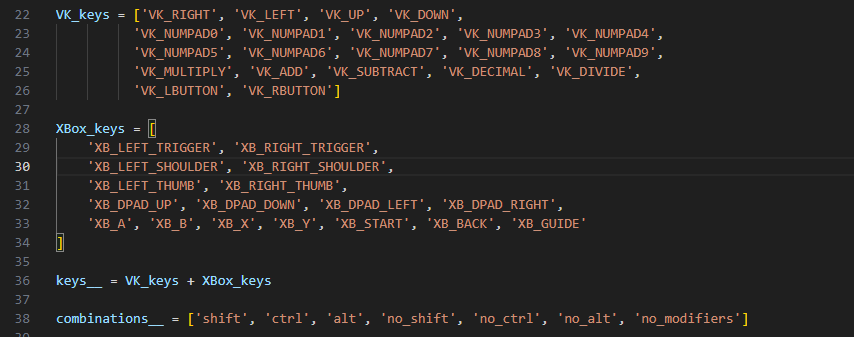 22 VK_keys = ['VK_RIGHT', 'VK_LEFT', 'VK_UP', 'VK_DOWN',
23 'VK_NUMPAD0', 'VK_NUMPAD1', 'VK_NUMPAD2', 'VK_NUMPAD3', 'VK_NUMPAD4',
24 'VK_NUMPAD5', 'VK_NUMPAD6', 'VK_NUMPAD7', 'VK_NUMPAD8', 'VK_NUMPAD9',
25 'VK_MULTIPLY', 'VK_ADD', 'VK_SUBTRACT', 'VK_DECIMAL', 'VK_DIVIDE',
26 'VK_LBUTTON', 'VK_RBUTTON']
27
28 XBox_keys = [
29 'XB_LEFT_TRIGGER', 'XB_RIGHT_TRIGGER',
30 'XB_LEFT_SHOULDER', 'XB_RIGHT_SHOULDER',
31 'XB_LEFT_THUMB', 'XB_RIGHT_THUMB',
32 'XB_DPAD_UP', 'XB_DPAD_DOWN', 'XB_DPAD_LEFT', 'XB_DPAD_RIGHT',
33 'XB_A', 'XB_B', 'XB_X', 'XB_Y', 'XB_START', 'XB_BACK', 'XB_GUIDE'
34 ]
35
36 keys__ = VK_keys + XBox_keys
37
38 combinations__ = ['shift', 'ctrl', 'alt', 'no_shift', 'no_ctrl', 'no_alt', 'no_modifiers']